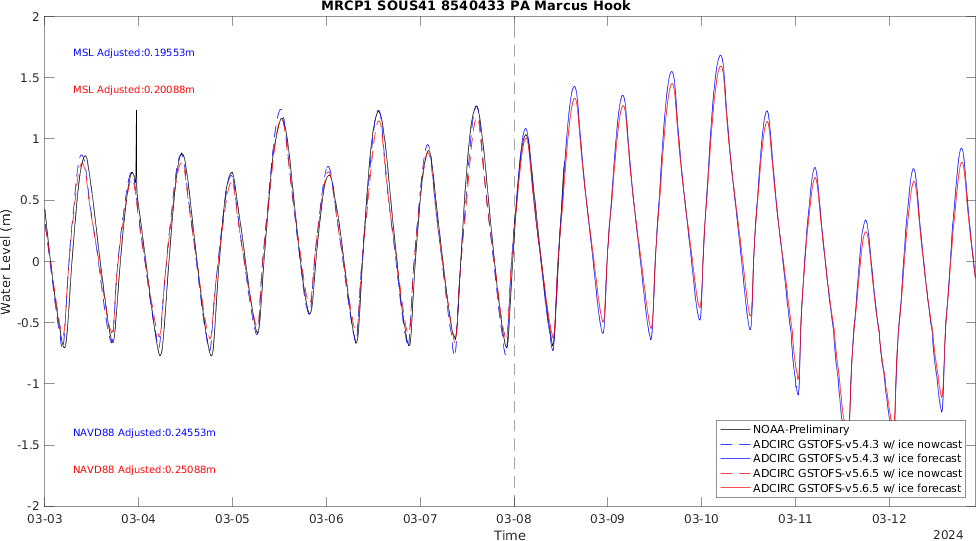 MRCP1 SOUS41 8540433 PA Marcus Hook
2
1.5
1
0.5
0
-0.5
-1
-1.5
-2
Water Level (m)
MSL Adjusted:0.19553m
MSL Adjusted:0.20088m
NAVD88 Adjusted:0.24553m
NAVD88 Adjusted:0.25088m
NOAA-Preliminary
ADCIRC GSTOFS-v5.4.3 w/ ice nowcast
ADCIRC GSTOFS-v5.4.3 w/ ice forecast
ADCIRC GSTOFS-v5.6.5 w/ ice nowcast
ADCIRC GSTOFS-v5.6.5 w/ ice forecast
03-03 03-04 03-05 03-06 03-07 03-08 03-09 03-10 03-11 03-12
Time
2024